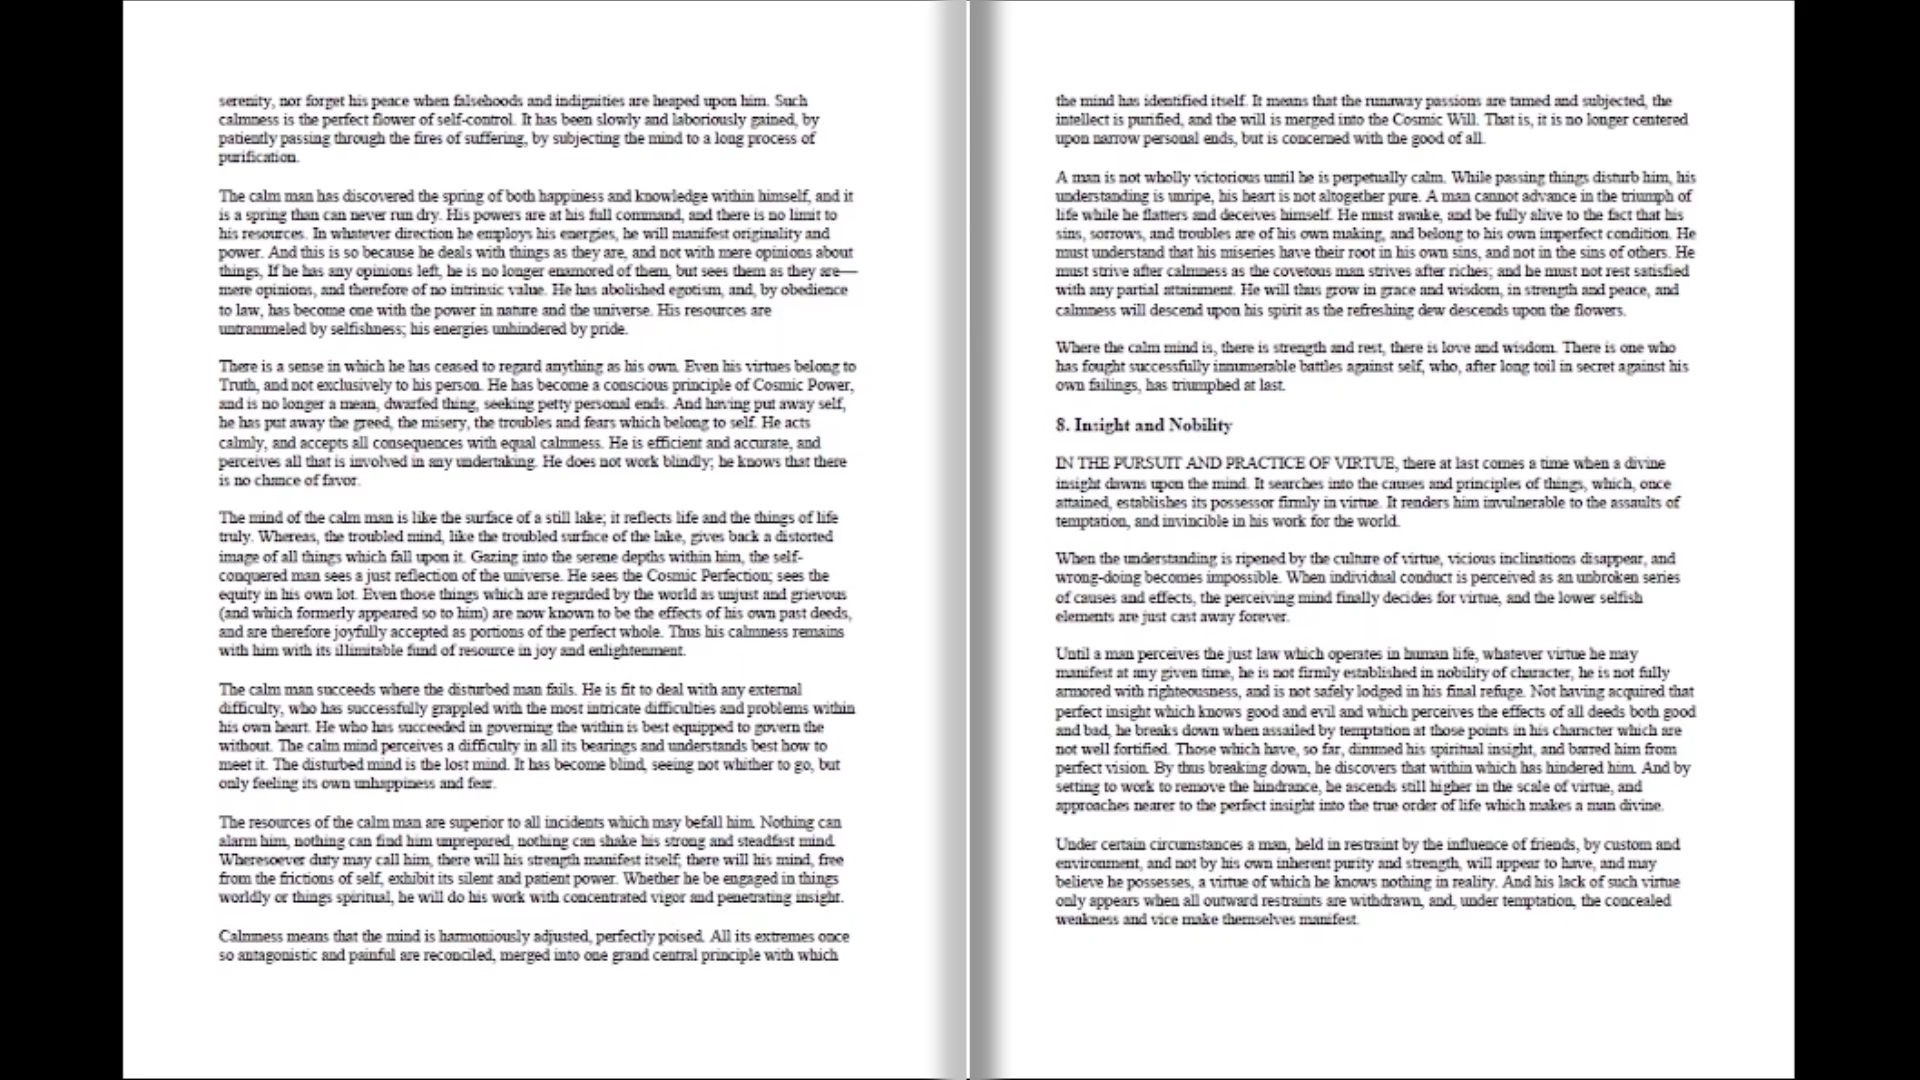 serenity, nor forget his peace when falsehoods and indignities are heaped upon him. Such
calmness is the perfect flower of self-control. It has been slowly and laboriously gained, by
patiently passing through the fires of suffering, by subjecting the mind to a long process of
purification.
The calm man has discovered the spring of both happiness and knowledge within himself, and it
is a spring than can never run dry. His powers are at his full command, and there is no limit to
his resources. In whatever direction he employs his energies, he will manifest originality and
power. And this is so because he deals with things as they are, and not with mere opinions about
things, If he has any opinions left, he is no longer enamored of them, but sees them as they are—
mere opinions, and therefore of no intrinsic value. He has abolished egotism, and, by obedience
to law, has become one with the power in nature and the universe. His resources are
untrammeled by selfishness; his energies unhindered by pride.
There is a sense in which he has ceased to regard anything as his own. Even his virtues belong to
Truth, and not exclusively to his person. He has become a conscious principle of Cosmic Power,
and is no longer a mean, dwarfed thing, seeking petty personal ends. And having put away self,
he has put away the greed, the misery, the troubles and fears which belong to self. He acts
calmly, and accepts all consequences with equal calmness. He is efficient and accurate, and
perceives all that is involved in any undertaking. He does not work blindly; he knows that there
is no chance of favor.
The mind of the calm man is like the surface of a still lake; it reflects life and the things of life
truly. Whereas, the troubled mind, like the troubled surface of the lake, gives back a distorted
image of all things which fall upon it. Gazing into the serene depths within him, the self-
conquered man sees a just reflection of the universe. He sees the Cosmic Perfection; sees the
equity in his own lot. Even those things which are regarded by the world as unjust and grievous
(and which formerly appeared so to him) are now known to be the effects of his own past deeds,
and are therefore joyfully accepted as portions of the perfect whole. Thus his calmness remains
with him with its illimitable fund of resource in joy and enlightenment.
The calm man succeeds where the disturbed man fails. He is fit to deal with any external
difficulty, who has successfully grappled with the most intricate difficulties and problems within
his own heart. He who has succeeded in governing the within is best equipped to govern the
without. The calm mind perceives a difficulty in all its bearings and understands best how to
meet it. The disturbed mind is the lost mind. It has become blind, seeing not whither to go, but
only feeling its own unhappiness and fear.
The resources of the calm man are superior to all incidents which may befall him. Nothing can
alarm him, nothing can find him unprepared, nothing can shake his strong and steadfast mind.
Wheresoever duty may call him, there will his strength manifest itself; there will his mind, free
from the frictions of self, exhibit its silent and patient power. Whether he be engaged in things
worldly or things spiritual, he will do his work with concentrated vigor and penetrating insight.
Calmness means that the mind is harmoniously adjusted, perfectly poised. All its extremes once
so antagonistic and painful are reconciled, merged into one grand central principle with which
the mind has identified itself. It means that the runaway passions are tamed and subjected, the
intellect is purified, and the will is merged into the Cosmic Will. That is, it is no longer centered
upon narrow personal ends, but is concerned with the good of all.
A man is not wholly victorious until he is perpetually calm. While passing things disturb him, his
understanding is unripe, his heart is not altogether pure. A man cannot advance in the triumph of
life while he flatters and deceives himself. He must awake, and be fully alive to the fact that his
sins, sorrows, and troubles are of his own making, and belong to his own imperfect condition. He
must understand that his miseries have their root in his own sins, and not in the sins of others. He
must strive after calmness as the covetous man strives after riches; and he must not rest satisfied
with any partial attainment. He will thus grow in grace and wisdom, in strength and peace, and
calmness will descend upon his spirit as the refreshing dew descends upon the flowers.
Where the calm mind is, there is strength and rest, there is love and wisdom. There is one who
has fought successfully innumerable battles against self, who, after long toil in secret against his
own failings, has triumphed at last.
8. Insight and Nobility
IN THE PURSUIT AND PRACTICE OF VIRTUE, there at last comes a time when a divine
insight dawns upon the mind. It searches into the causes and principles of things, which, once
attained, establishes its possessor firmly in virtue. It renders him invulnerable to the assaults of
temptation, and invincible in his work for the world.
When the understanding is ripened by the culture of virtue, vicious inclinations disappear, and
wrong-doing becomes impossible. When individual conduct is perceived as an unbroken series
of causes and effects, the perceiving mind finally decides for virtue, and the lower selfish
elements are just cast away forever.
Until a man perceives the just law which operates in human life, whatever virtue he may
manifest at any given time, he is not firmly established in nobility of character, he is not fully
armored with righteousness, and is not safely lodged in his final refuge. Not having acquired that
perfect insight which knows good and evil and which perceives the effects of all deeds both good
and bad, he breaks down when assailed by temptation at those points in his character which are
not well fortified. Those which have, so far, dimmed his spiritual insight, and barred him from
perfect vision. By thus breaking down, he discovers that within which has hindered him. And by
setting to work to remove the hindrance, he ascends still higher in the scale of virtue, and
approaches nearer to the perfect insight into the true order of life which makes a man divine.
Under certain circumstances a man, held in restraint by the influence of friends, by custom and
environment, and not by his own inherent purity and strength, will appear to have, and may
believe he possesses, a virtue of which he knows nothing in reality. And his lack of such virtue
only appears when all outward restraints are withdrawn, and, under temptation, the concealed
weakness and vice make themselves manifest.